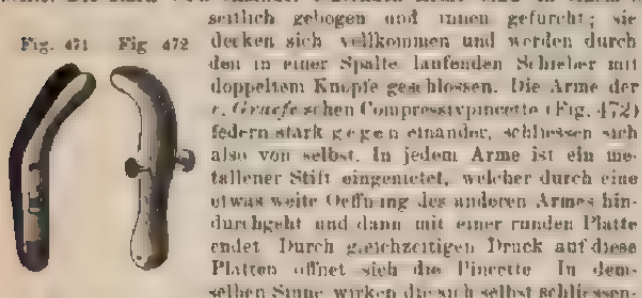 seitlich gebogen und innen gefurcht; sie
Fig. 471 Fig 472
decken sich vollkommen und werden durch
den in einer Spalte laufenden Schieber mit
doppeltem Knopfe geschlossen. Die Arme der
v. Graefe schen Compressivpincette (Fig. 472)
federn stark gegen einander, schliessen sich
also von selbst. In jedem Arme ist ein me-
tallener Stift eingenietet, welcher durch eine
etwas weite Oeffnung des anderen Armes hin-
durchgeht und dann mit einer runden Platte
endet Durch gleichzeitigen Druck auf diese
Platten öffnet sich die Pincette In dem-
selben Sinne wirken die sich selbst schliessen-